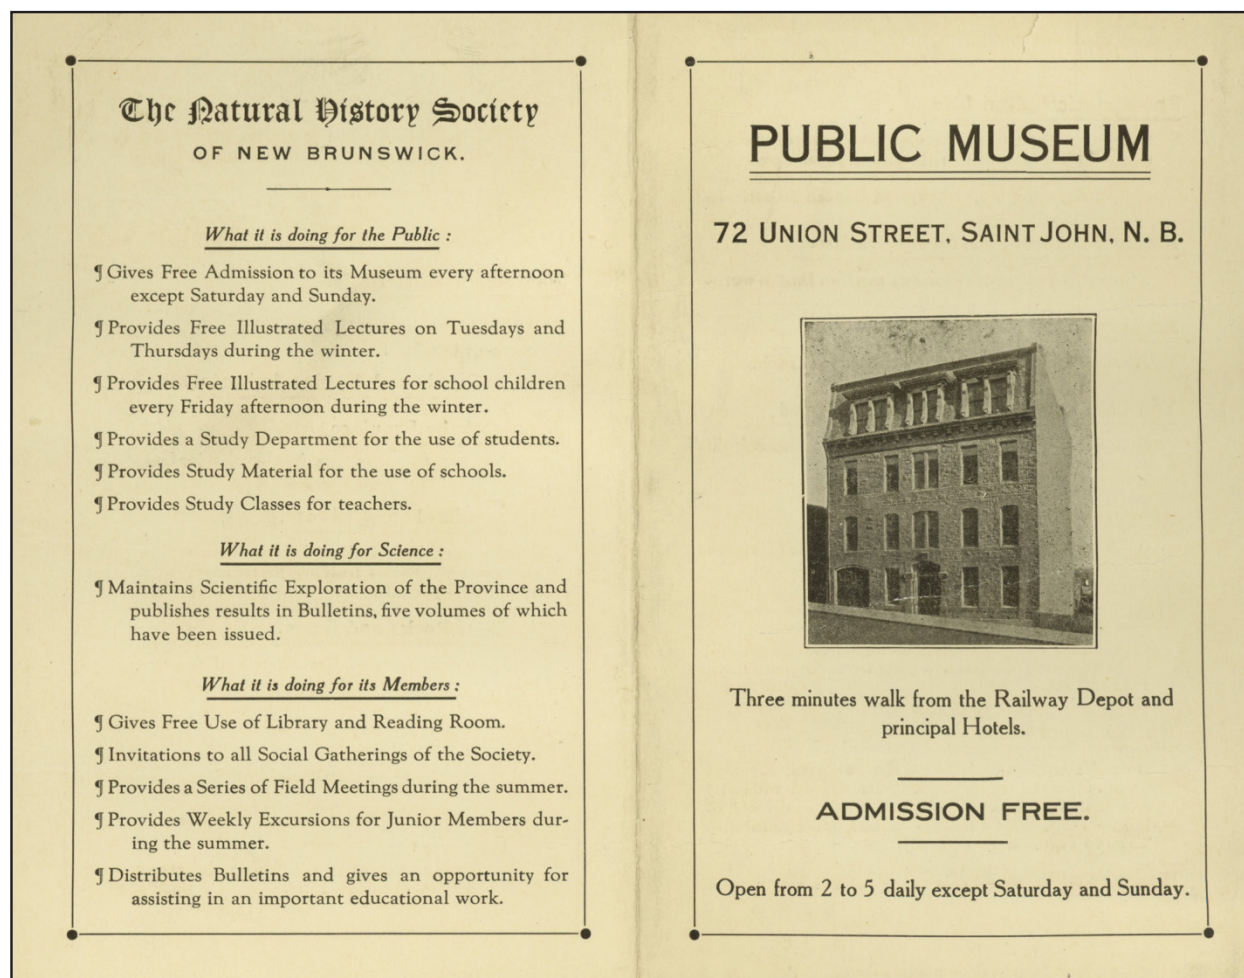 The Natural History Society
OF NEW BRUNSWICK.
What it is doing for the Public :
¶ Gives Free Admission to its Museum every afternoon
except Saturday and Sunday.
¶ Provides Free Illustrated Lectures on Tuesdays and
Thursdays during the winter.
¶ Provides Free Illustrated Lectures for school children
every Friday afternoon during the winter.
¶ Provides a Study Department for the use of students.
¶ Provides Study Material for the use of schools.
¶ Provides Study Classes for teachers.
What it is doing for Science :
¶ Maintains Scientific Exploration of the Province and
publishes results in Bulletins, five volumes of which
have been issued.
What it is doing for its Members :
¶ Gives Free Use of Library and Reading Room.
¶ Invitations to all Social Gatherings of the Society.
¶ Provides a Series of Field Meetings during the summer.
¶ Provides Weekly Excursions for Junior Members dur-
ing the summer.
¶ Distributes Bulletins and gives an opportunity for
assisting in an important educational work.
PUBLIC MUSEUM
72 UNION STREET, SAINT JOHN, N. B.
Three minutes walk from the Railway Depot and
principal Hotels.
ADMISSION FREE.
Open from 2 to 5 daily except Saturday and Sunday.